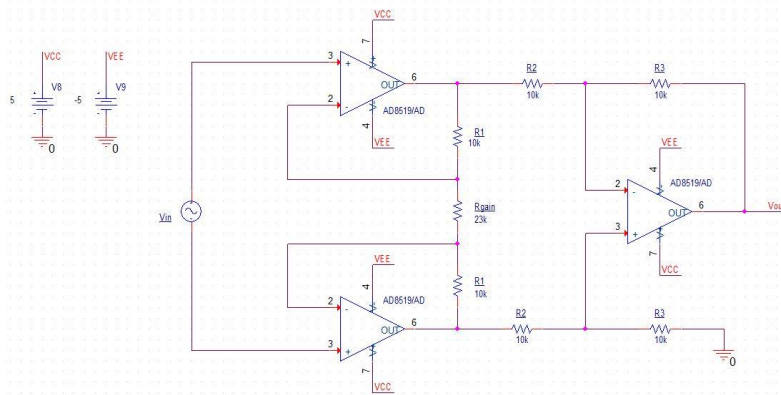 VCC
7
3
+
OUT
6
2
-
AD8519/AD
4
VEE
VCC
V8
5
0
VEE
V9
-5
0
R1
10k
R2
10k
R3
10k
Vin
Rgain
23k
VEE
4
AD8519/AD
2
-
OUT
6
3
+
7
VCC
Vou
VEE
4
AD8519/AD
2
-
OUT
6
3
+
7
VCC
R1
10k
R2
10k
R3
10k
0